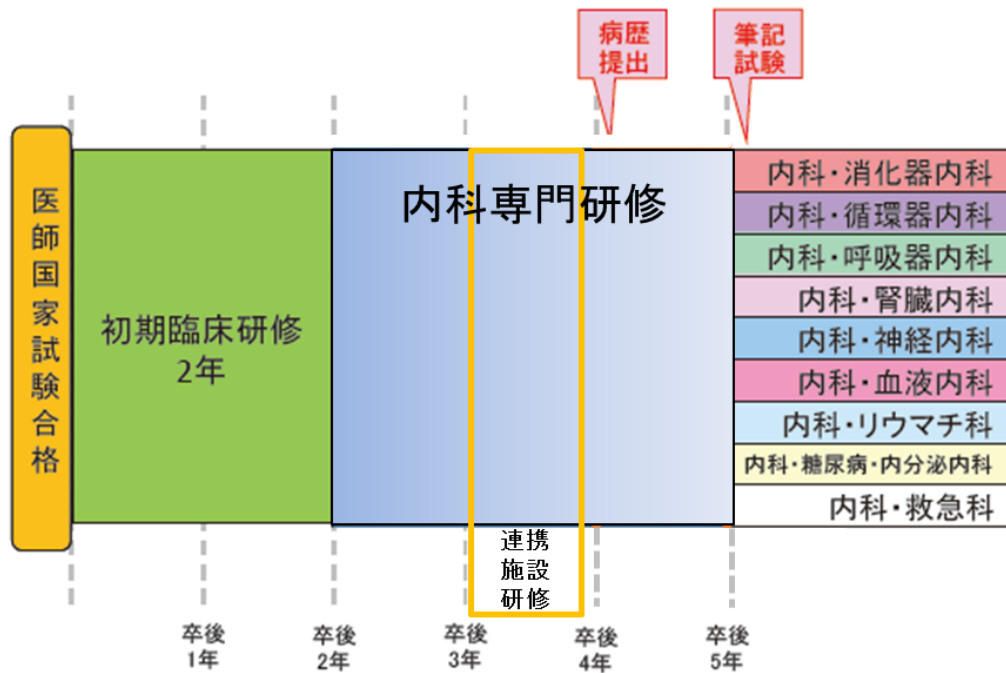 病歴
提出
筆記
試験
医師国家試験合格
初期臨床研修
2年
内科専門研修
内科・消化器内科
内科・循環器内科
内科・呼吸器内科
内科・腎臓内科
内科・神経内科
内科・血液内科
内科・リウマチ科
内科・糖尿病・内分泌内科
内科・救急科
連携
施設
研修
卒後
1年
卒後
2年
卒後
3年
卒後
4年
卒後
5年